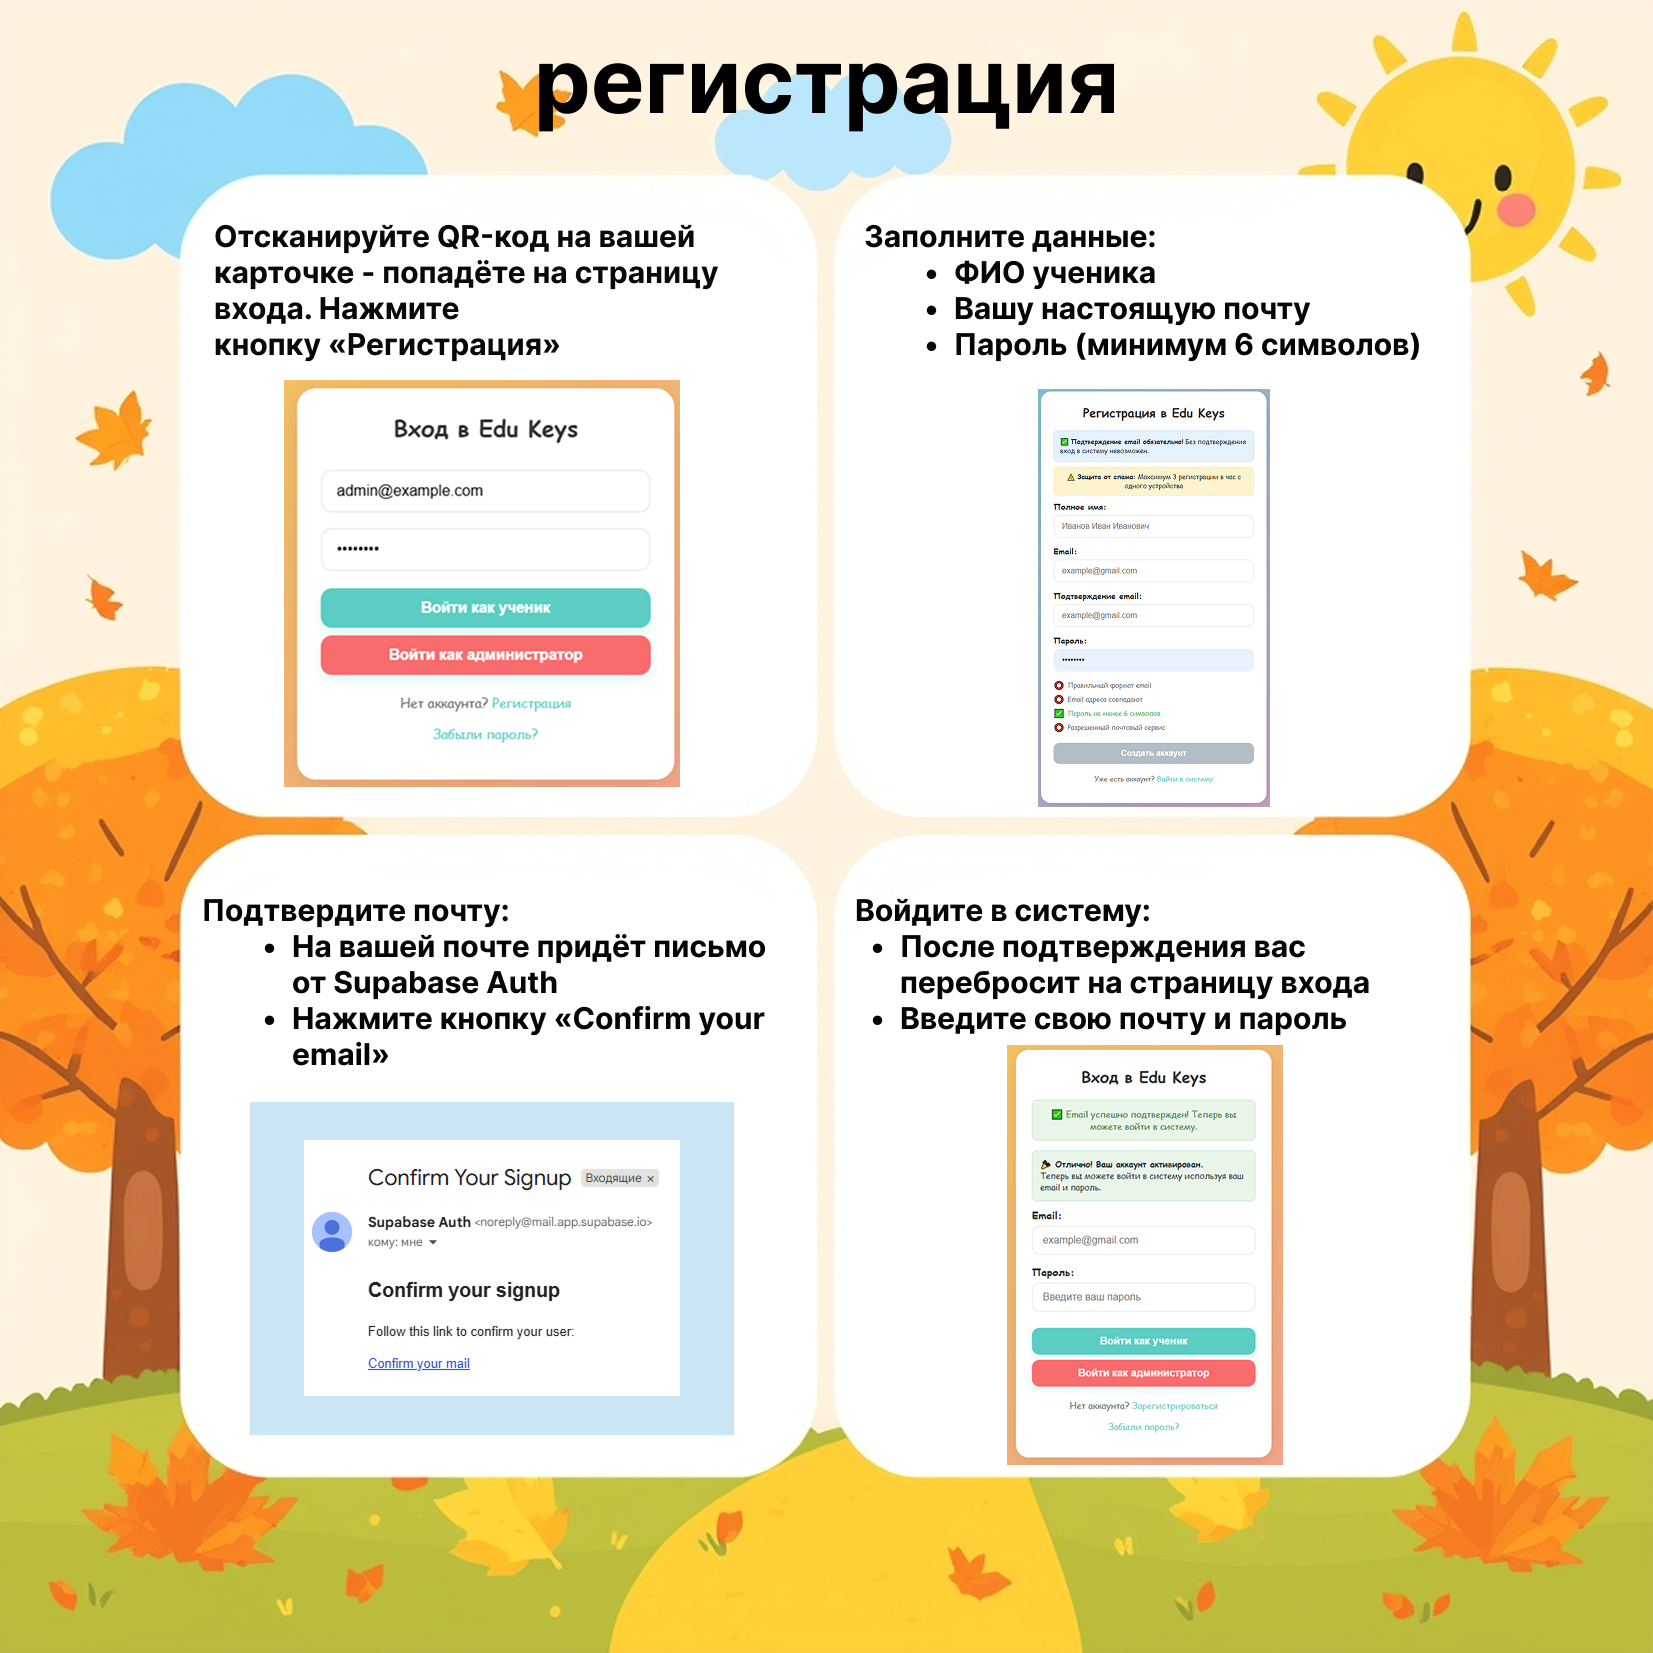 регистрация
Отсканируйте QR-код на вашей
карточке - попадёте на страницу
входа. Нажмите
кнопку «Регистрация»
Вход в Edu Keys
admin@example.com
••••••••
Войти как ученик
Войти как администратор
Нет аккаунта? Регистрация
Забыли пароль?
Заполните данные:
• ФИО ученика
• Вашу настоящую почту
• Пароль (минимум 6 символов)
Регистрация в Edu Keys
✅ Подтверждение email обязательно! Без подтверждения
вход в систему невозможен.
⚠ Защита от спама: Максимум 3 регистрации в час с
одного устройства
Полное имя:
Иванов Иван Иванович
Email:
example@gmail.com
Подтверждение email:
example@gmail.com
Пароль:
••••••••
⭕ Правильный формат email
⭕ Email адреса совпадают
✅ Пароль не менее 6 символов
⭕ Разрешенный почтовый сервис
Создать аккаунт
Уже есть аккаунт? Войти в систему
Подтвердите почту:
• На вашей почте придёт письмо
от Supabase Auth
• Нажмите кнопку «Confirm your
email»
Confirm Your Signup Входящие ×
Supabase Auth <noreply@mail.app.supabase.io>
кому: мне
Confirm your signup
Follow this link to confirm your user:
Confirm your mail
Войдите в систему:
• После подтверждения вас
перебросит на страницу входа
• Введите свою почту и пароль
Вход в Edu Keys
✅ Email успешно подтвержден! Теперь вы
можете войти в систему.
🎉 Отлично! Ваш аккаунт активирован.
Теперь вы можете войти в систему используя ваш
email и пароль.
Email:
example@gmail.com
Пароль:
Введите ваш пароль
Войти как ученик
Войти как администратор
Нет аккаунта? Зарегистрироваться
Забыли пароль?